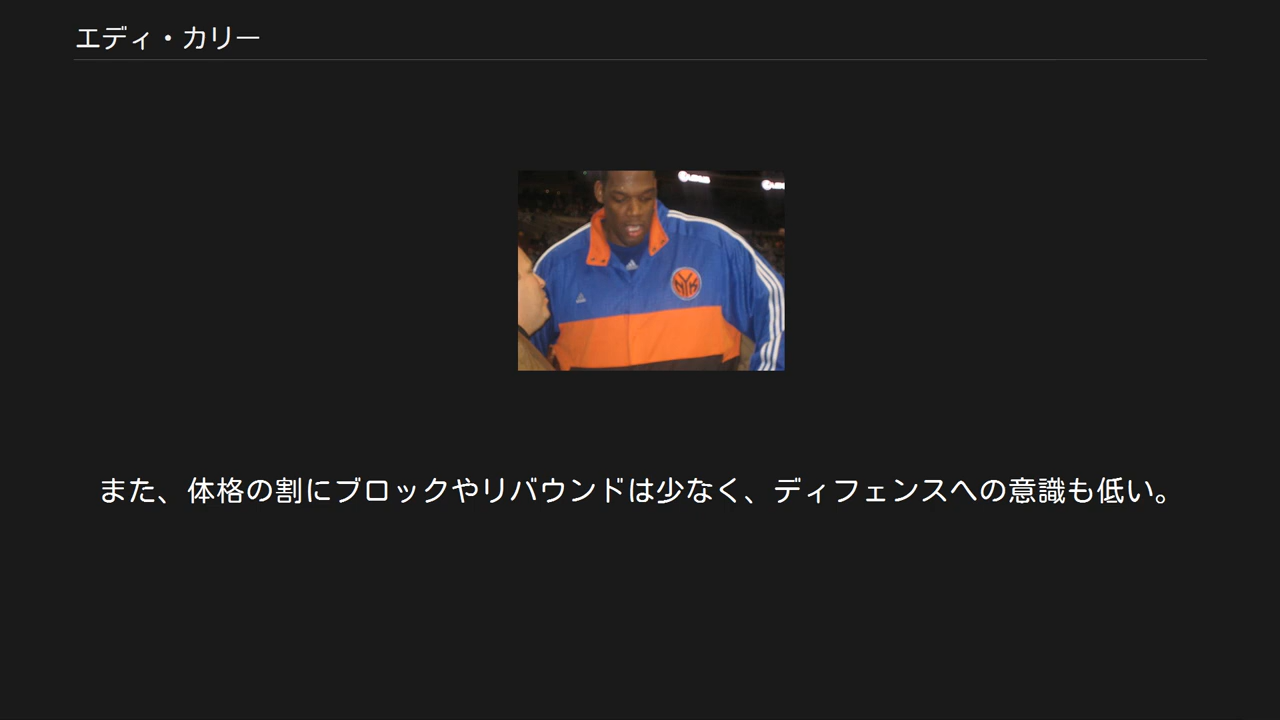 エディ・カリー
NYK
また、体格の割にブロックやリバウンドは少なく、ディフェンスへの意識も低い。